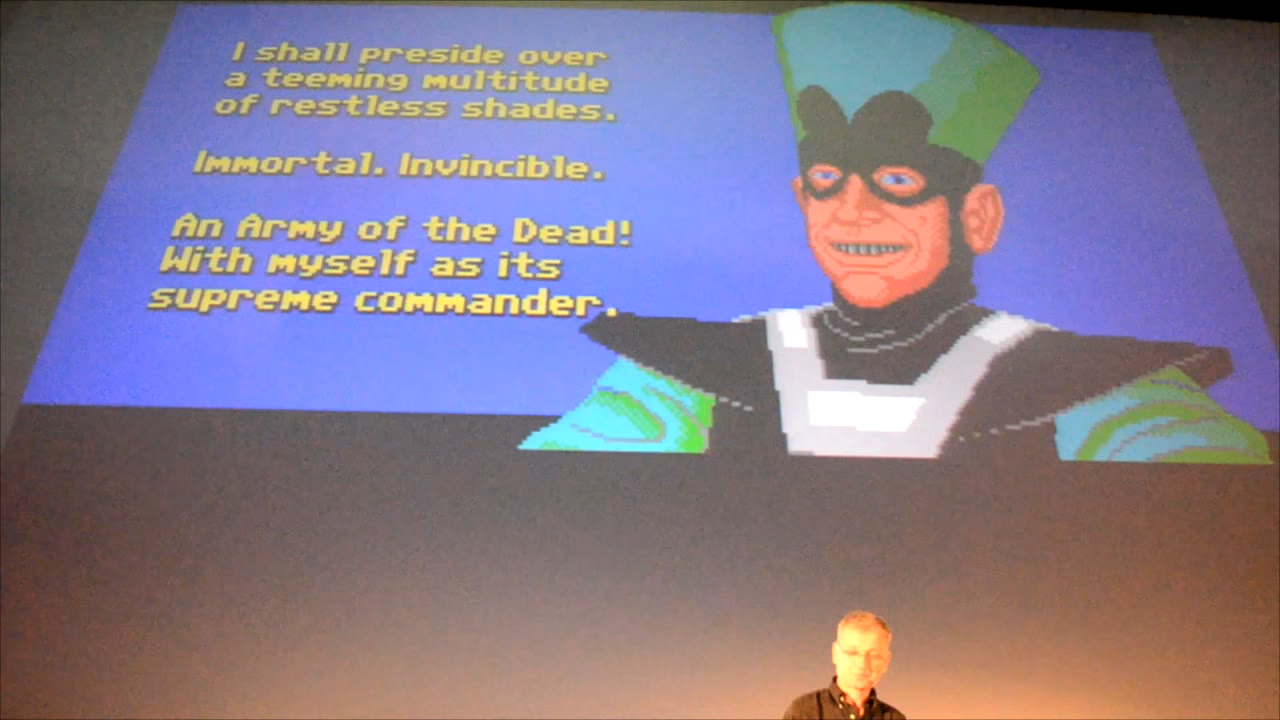 I shall preside over
a teeming multitude
of restless shades.
Immortal. Invincible.
An Army of the Dead!
With myself as its
supreme commander.